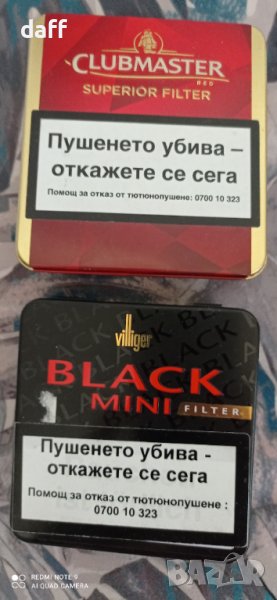 daff
CLUBMASTER
RED
SUPERIOR FILTER
Пушенето убива –
откажете се сега
Помощ за отказ от тютюнопушене: 0700 10 323
BLACK
villiger
BLACK
MINI FILTER
Пушенето убива -
откажете се сега
Помощ за отказ от тютюнопушене :
0700 10 323
REDMI NOTE 9
AI QUAD CAMERA
BAZAR